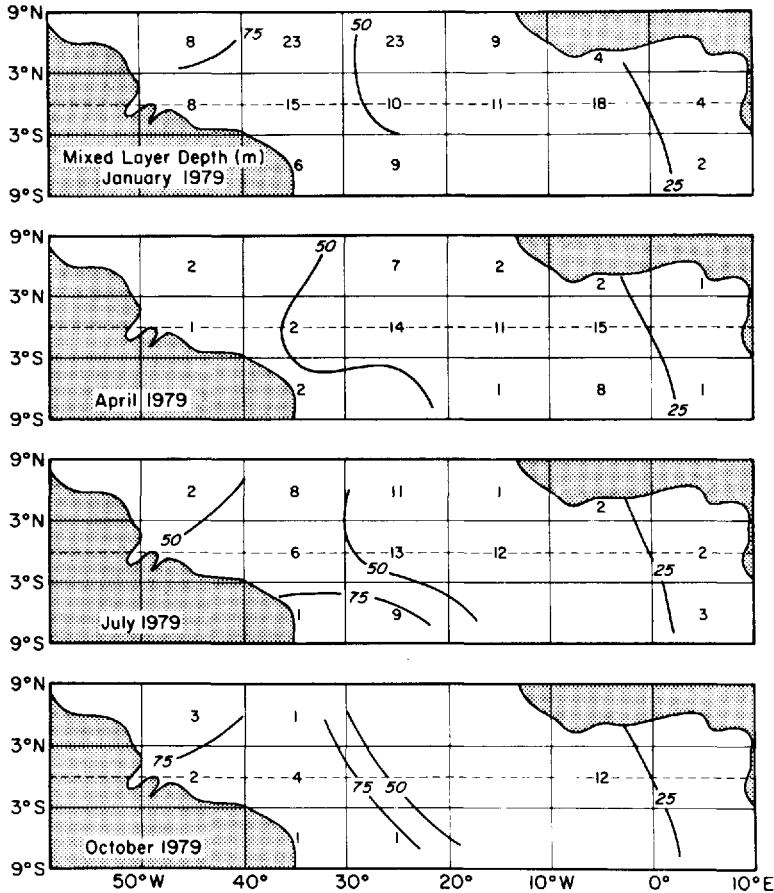 9°N 8 75 23 50 23 9
4
3°N
8 15 10 11 18 4
3°S
Mixed Layer Depth (m) 6 9 2
January 1979 25
9°S
9°N 50
2 7 2
2 1
3°N
1 2 14 11 15
3°S
2 1 8 1
April 1979 25
9°S
9°N
2 8 11 1
2
3°N
50
6 13 12 2
50 25
3°S
75
1 9 3
July 1979
9°S
9°N
3 1
3°N
75
2 4 12
75 50 25
3°S
1 1
October 1979
9°S
50°W 40° 30° 20° 10° 0° 10°E